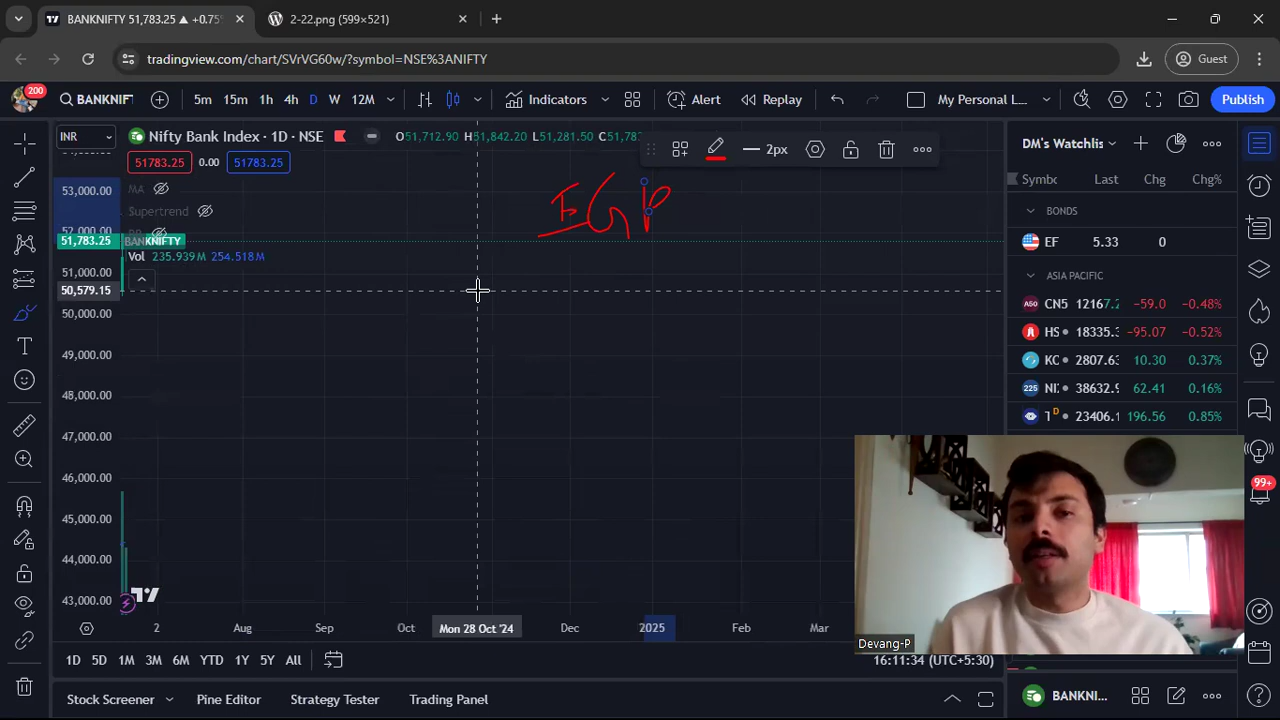 BANKNIFTY 51,783.25 ▲ +0.75%
2-22.png (599×521)
tradingview.com/chart/SVrVG60w/?symbol=NSE%3ANIFTY
Guest
200
BANKNIF
5m 15m 1h 4h D W 12M
Indicators
Alert
Replay
My Personal L...
Publish
INR
Nifty Bank Index · 1D · NSE
O51,712.90 H51,842.20 L51,281.50 C51,783
2px
DM's Watchlis
51783.25 0.00 51783.25
Symbc Last Chg Chg%
MA
Supertrend
53,000.00
52,000.00
51,783.25 BANKNIFTY
Vol 235.939M 254.518M
51,000.00
50,579.15
50,000.00
49,000.00
48,000.00
47,000.00
46,000.00
45,000.00
44,000.00
43,000.00
EGP
BONDS
EF 5.33 0
ASIA PACIFIC
A50 CN5 12167.2 −59.0 −0.48%
HS 18335.3 −95.07 −0.52%
KC 2807.63 10.30 0.37%
225 NI 38632.9 62.41 0.16%
T D 23406.1 196.56 0.85%
99+
2 Aug Sep Oct Mon 28 Oct '24 Dec 2025 Feb Mar
Devang-P
1D 5D 1M 3M 6M YTD 1Y 5Y All
16:11:34 (UTC+5:30)
Stock Screener
Pine Editor
Strategy Tester
Trading Panel
BANKNI...